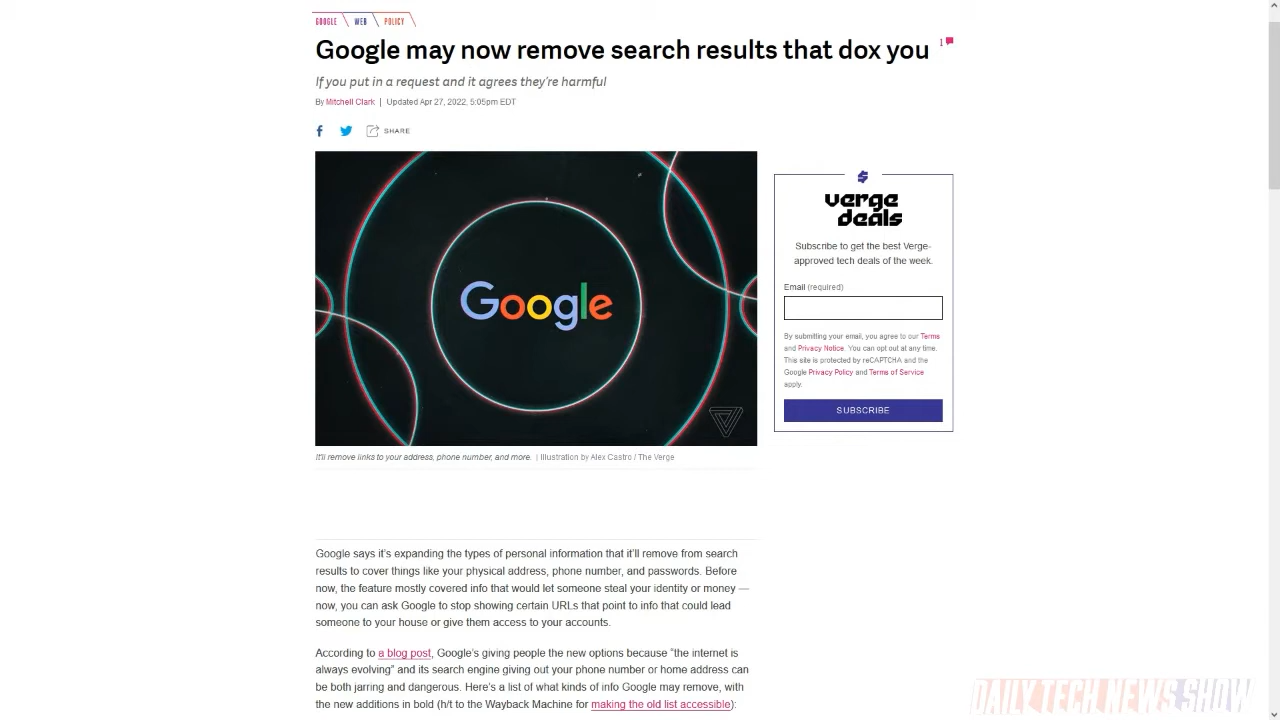 GOOGLE WEB POLICY
Google may now remove search results that dox you
1
If you put in a request and it agrees they're harmful
By Mitchell Clark | Updated Apr 27, 2022, 5:05pm EDT
SHARE
Google
It'll remove links to your address, phone number, and more. | Illustration by Alex Castro / The Verge
verge
deals
Subscribe to get the best Verge-
approved tech deals of the week.
Email (required)
By submitting your email, you agree to our Terms
and Privacy Notice. You can opt out at any time.
This site is protected by reCAPTCHA and the
Google Privacy Policy and Terms of Service
apply.
SUBSCRIBE
Google says it's expanding the types of personal information that it'll remove from search
results to cover things like your physical address, phone number, and passwords. Before
now, the feature mostly covered info that would let someone steal your identity or money —
now, you can ask Google to stop showing certain URLs that point to info that could lead
someone to your house or give them access to your accounts.
According to a blog post, Google's giving people the new options because "the internet is
always evolving" and its search engine giving out your phone number or home address can
be both jarring and dangerous. Here's a list of what kinds of info Google may remove, with
the new additions in bold (h/t to the Wayback Machine for making the old list accessible):
DAILY TECH NEWS SHOW